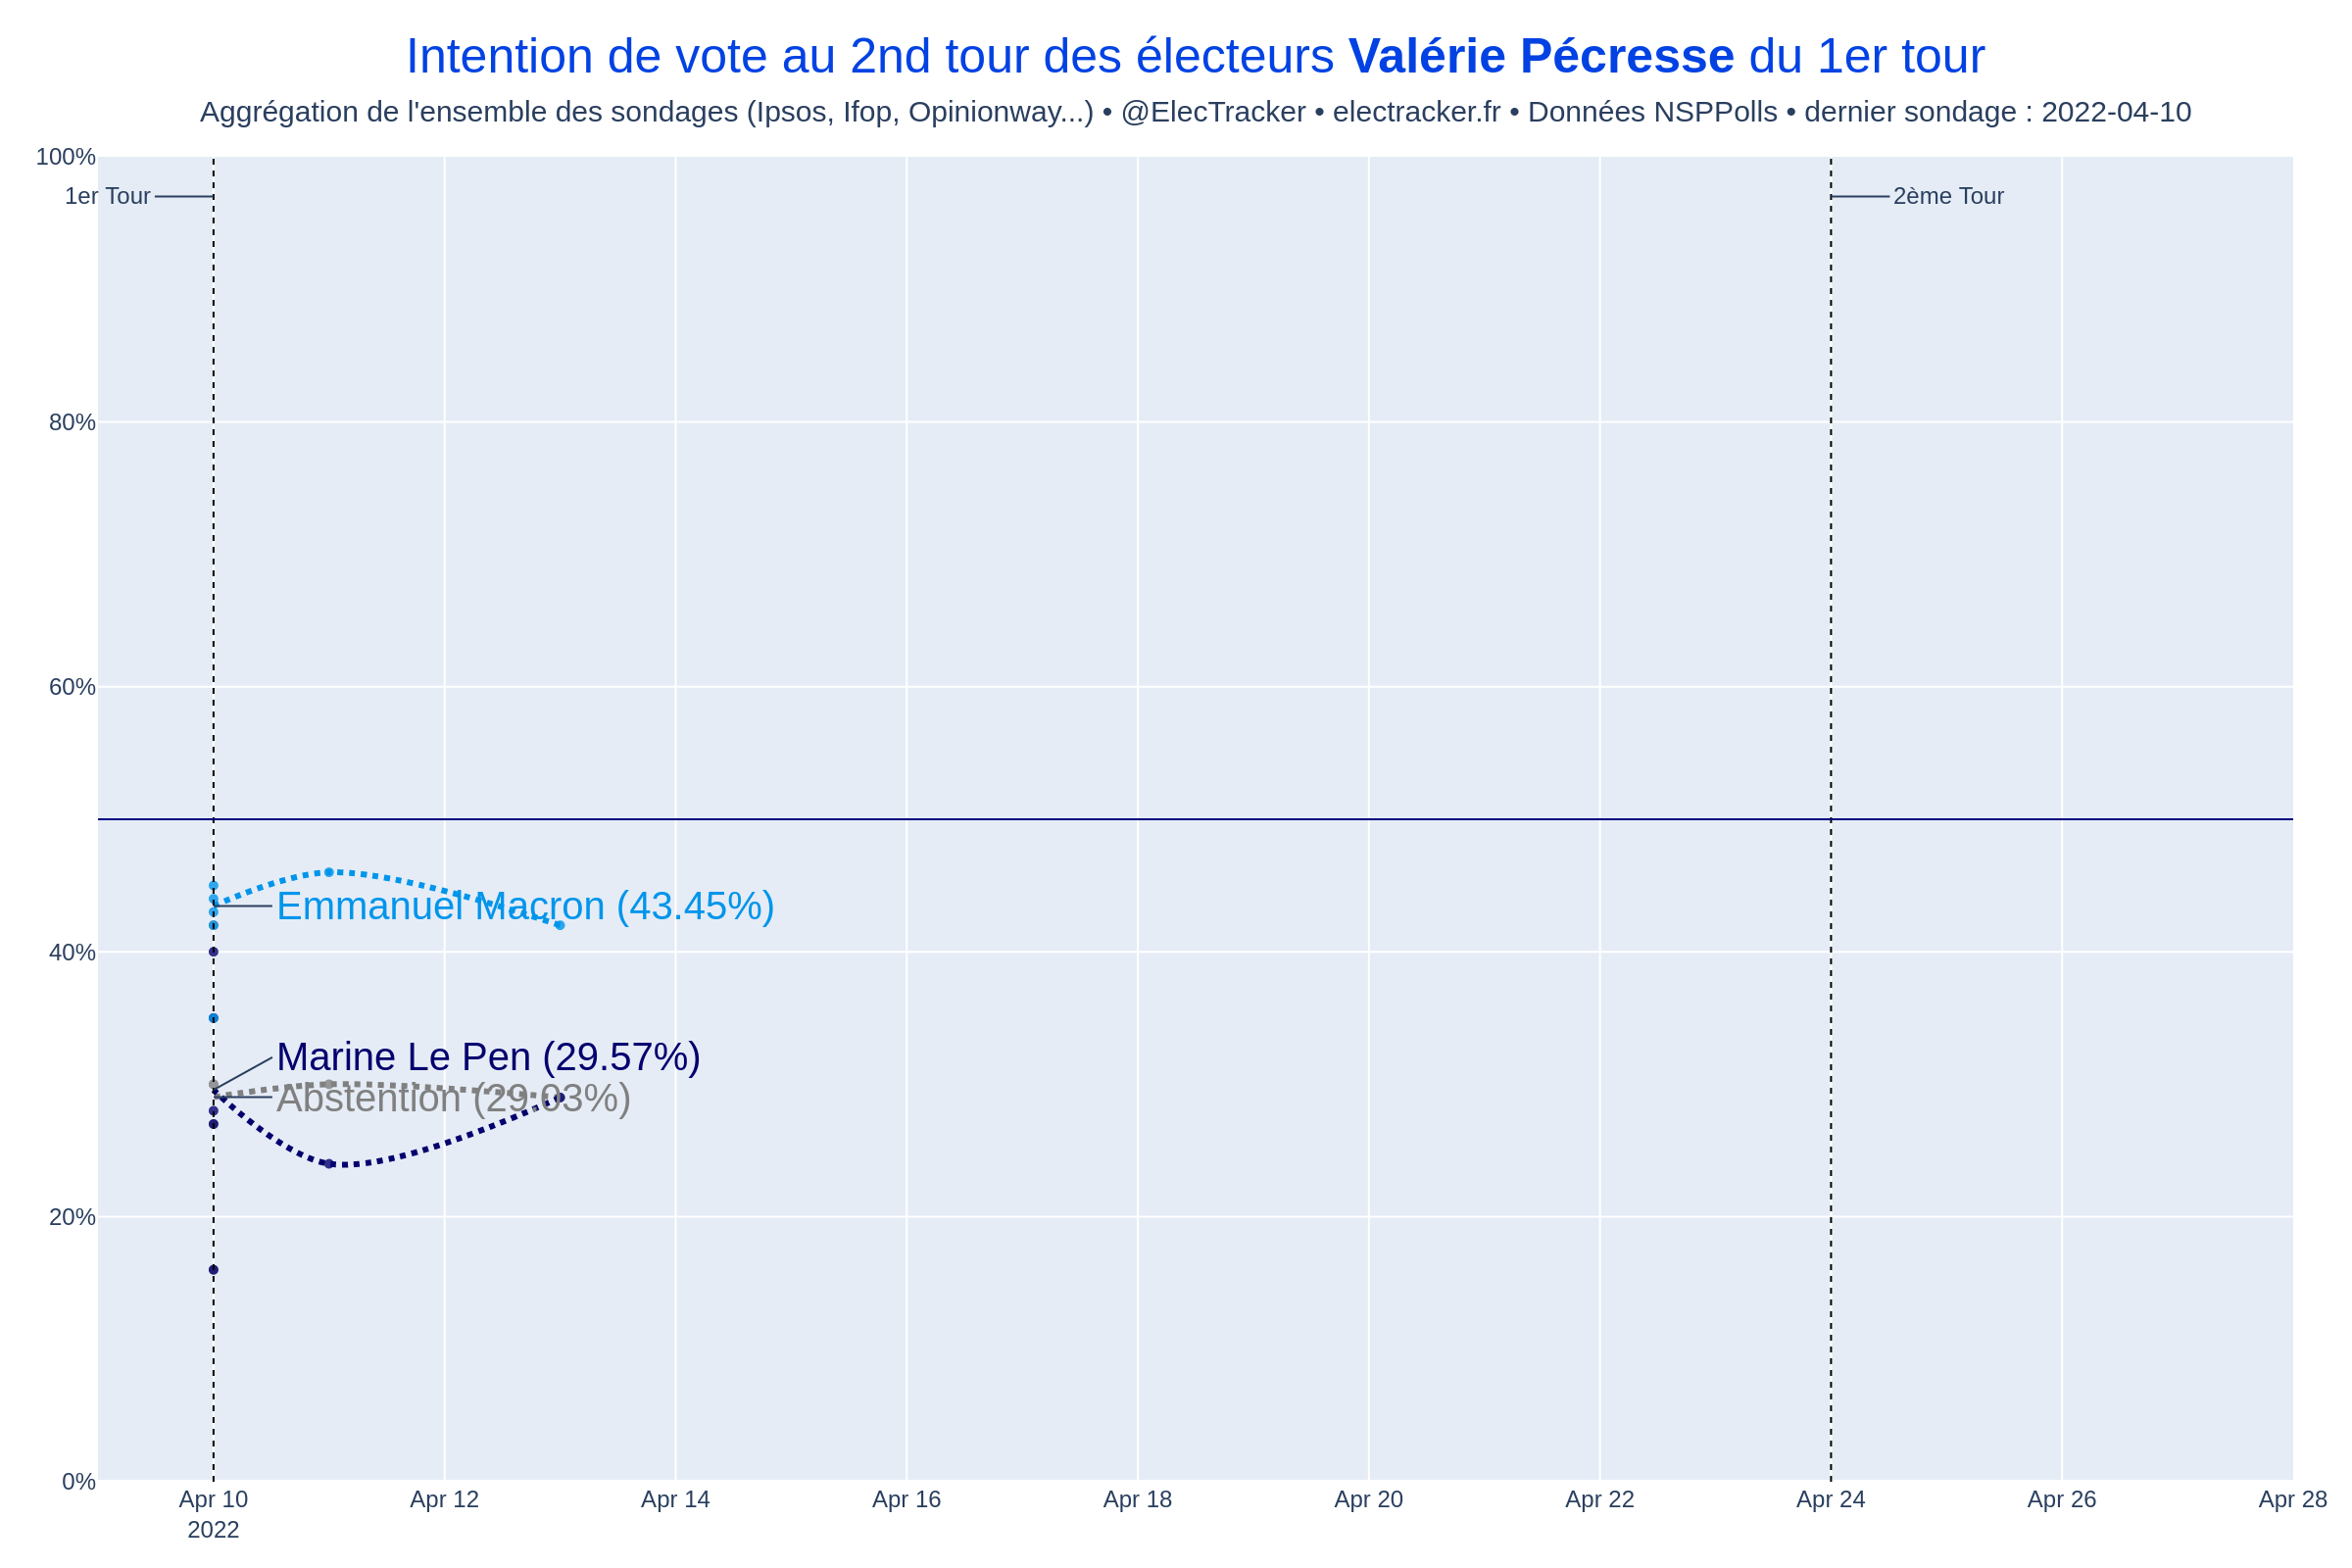 Intention de vote au 2nd tour des électeurs Valérie Pécresse du 1er tour
Aggrégation de l'ensemble des sondages (Ipsos, Ifop, Opinionway...) • @ElecTracker • electracker.fr • Données NSPPolls • dernier sondage : 2022-04-10
100%
1er Tour
2ème Tour
80%
60%
Emmanuel Macron (43.45%)
40%
Marine Le Pen (29.57%)
Abstention (29.03%)
20%
0%
Apr 10 Apr 12 Apr 14 Apr 16 Apr 18 Apr 20 Apr 22 Apr 24 Apr 26 Apr 28
2022